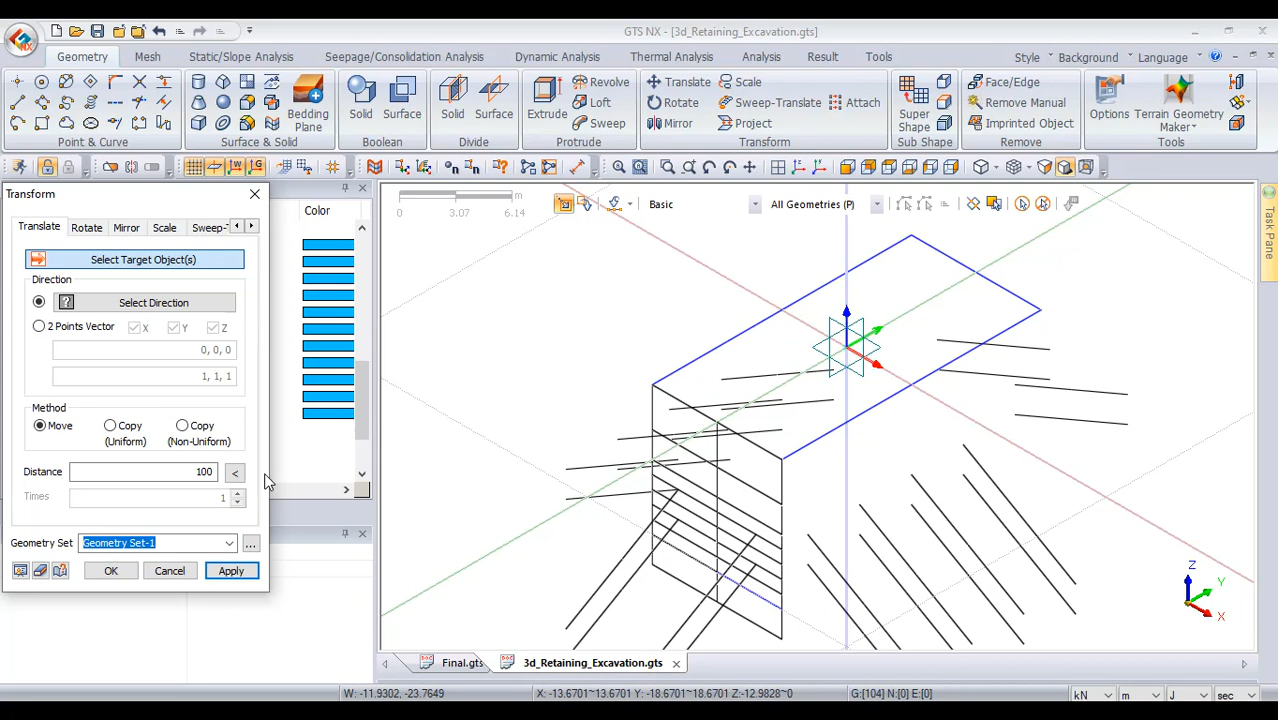 GTS NX - [3d_Retaining_Excavation.gts]
Geometry Mesh Static/Slope Analysis Seepage/Consolidation Analysis Dynamic Analysis Thermal Analysis Analysis Result Tools Style Background Language
Revolve Translate Scale Face/Edge
Loft Rotate Sweep-Translate Attach Remove Manual
Bedding Plane Solid Surface Solid Surface Extrude Sweep Mirror Project Super Shape Imprinted Object Options Terrain Geometry Maker
Point & Curve Surface & Solid Boolean Divide Protrude Transform Sub Shape Remove Tools
Transform
Translate Rotate Mirror Scale Sweep-
Color
Select Target Object(s)
Direction
Select Direction
2 Points Vector X Y Z
0, 0, 0
1, 1, 1
Method
Move Copy (Uniform) Copy (Non-Uniform)
Distance 100 <
Times 1
Geometry Set Geometry Set-1 ...
OK Cancel Apply
m
0 3.07 6.14
Basic All Geometries (P)
Task Pane
Z
Y
X
Final.gts 3d_Retaining_Excavation.gts
W: -11.9302, -23.7649 X: -13.6701~13.6701 Y: -18.6701~18.6701 Z:-12.9828~0 G:[104] N:[0] E:[0] kN m J sec